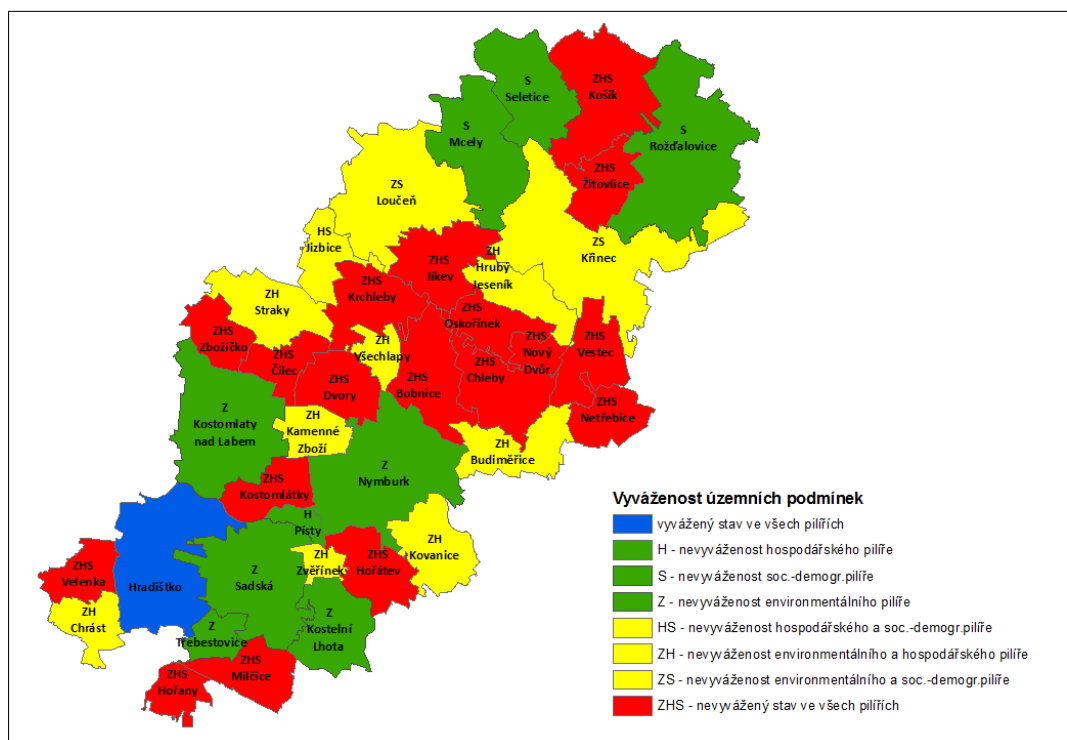 S
Seletice
ZHS
Košík
S
Mcely
S
Rožďalovice
ZHS
Žitovlice
ZS
Loučeň
HS
Jizbice
ZS
Křinec
ZH
Hrubý
Jeseník
ZHS
Jíkev
ZHS
Krchleby
ZH
Straky
ZHS
Oskořínek
ZHS
Zbožíčko
ZHS
Čilec
ZH
Všechlapy
ZHS
Nový
Dvůr
ZHS
Vestec
ZHS
Dvory
ZHS
Bobnice
ZHS
Chleby
ZHS
Netřebice
Z
Kostomlaty
nad Labem
ZH
Kamenné
Zboží
ZH
Budiměřice
Z
Nymburk
ZHS
Kostomlátky
H
Písty
ZH
Kovanice
ZHS
Velenka
Hradištko
Z
Sadská
ZH
Zvěřínek
ZHS
Hořátev
ZH
Chrást
Z
Třebestovice
Z
Kostelní
Lhota
ZHS
Milčice
ZHS
Hořany
Vyváženost územních podmínek
vyvážený stav ve všech pilířích
H - nevyváženost hospodářského pilíře
S - nevyváženost soc.-demogr.pilíře
Z - nevyváženost environmentálního pilíře
HS - nevyváženost hospodářského a soc.-demogr.pilíře
ZH - nevyváženost environmentálního a hospodářského pilíře
ZS - nevyváženost environmentálního a soc.-demogr.pilíře
ZHS - nevyvážený stav ve všech pilířích